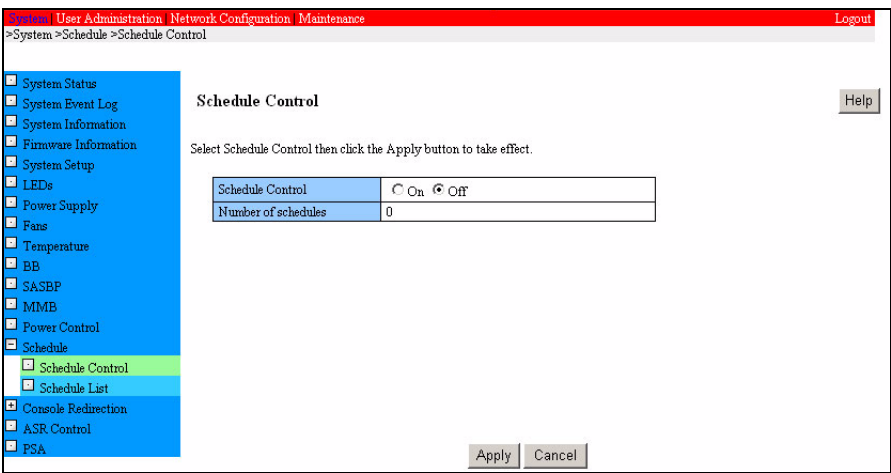 System | User Administration | Network Configuration | Maintenance Logout
>System >Schedule >Schedule Control
System Status
System Event Log
System Information
Firmware Information
System Setup
LEDs
Power Supply
Fans
Temperature
BB
SASBP
MMB
Power Control
Schedule
Schedule Control
Schedule List
Console Redirection
ASR Control
PSA
Schedule Control
Help
Select Schedule Control then click the Apply button to take effect.
Schedule Control On Off
Number of schedules 0
Apply Cancel